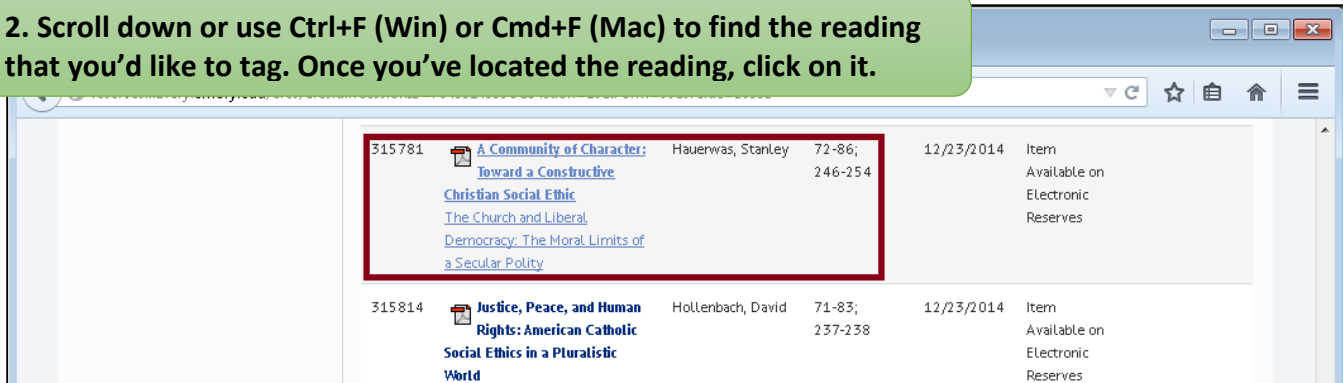 2. Scroll down or use Ctrl+F (Win) or Cmd+F (Mac) to find the reading
that you’d like to tag. Once you’ve located the reading, click on it.
315781 A Community of Character: Hauerwas, Stanley 72-86; 12/23/2014 Item
Toward a Constructive 246-254 Available on
Christian Social Ethic Electronic
The Church and Liberal Reserves
Democracy: The Moral Limits of
a Secular Polity
315814 Justice, Peace, and Human Hollenbach, David 71-83; 12/23/2014 Item
Rights: American Catholic 237-238 Available on
Social Ethics in a Pluralistic Electronic
World Reserves